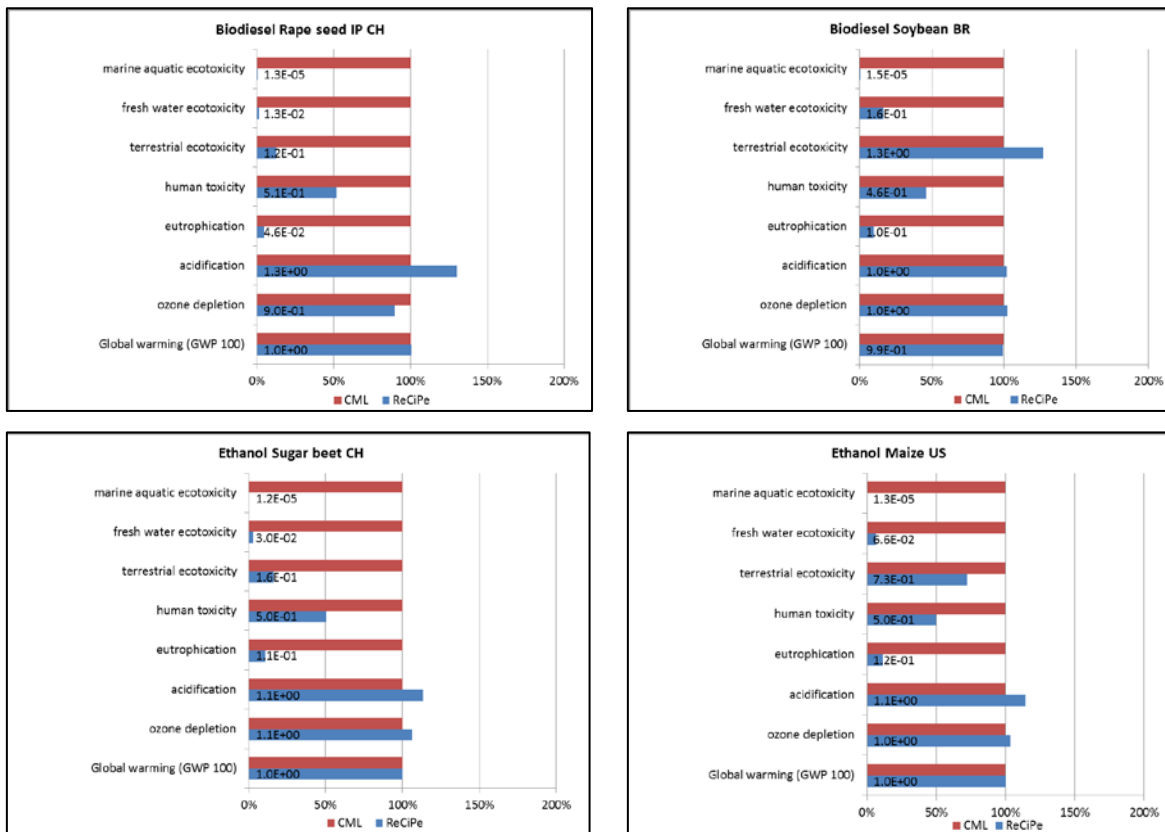 Biodiesel Rape seed IP CH
marine aquatic ecotoxicity 1.3E-05
fresh water ecotoxicity 1.3E-02
terrestrial ecotoxicity 1.2E-01
human toxicity 5.1E-01
eutrophication 4.6E-02
acidification 1.3E+00
ozone depletion 9.0E-01
Global warming (GWP 100) 1.0E+00
0% 50% 100% 150% 200%
CML ReCiPe
Biodiesel Soybean BR
marine aquatic ecotoxicity 1.5E-05
fresh water ecotoxicity 1.6E-01
terrestrial ecotoxicity 1.3E+00
human toxicity 4.6E-01
eutrophication 1.0E-01
acidification 1.0E+00
ozone depletion 1.0E+00
Global warming (GWP 100) 9.9E-01
0% 50% 100% 150% 200%
CML ReCiPe
Ethanol Sugar beet CH
marine aquatic ecotoxicity 1.2E-05
fresh water ecotoxicity 3.0E-02
terrestrial ecotoxicity 1.6E-01
human toxicity 5.0E-01
eutrophication 1.1E-01
acidification 1.1E+00
ozone depletion 1.1E+00
Global warming (GWP 100) 1.0E+00
0% 50% 100% 150% 200%
CML ReCiPe
Ethanol Maize US
marine aquatic ecotoxicity 1.3E-05
fresh water ecotoxicity 6.6E-02
terrestrial ecotoxicity 7.3E-01
human toxicity 5.0E-01
eutrophication 1.2E-01
acidification 1.1E+00
ozone depletion 1.0E+00
Global warming (GWP 100) 1.0E+00
0% 50% 100% 150% 200%
CML ReCiPe